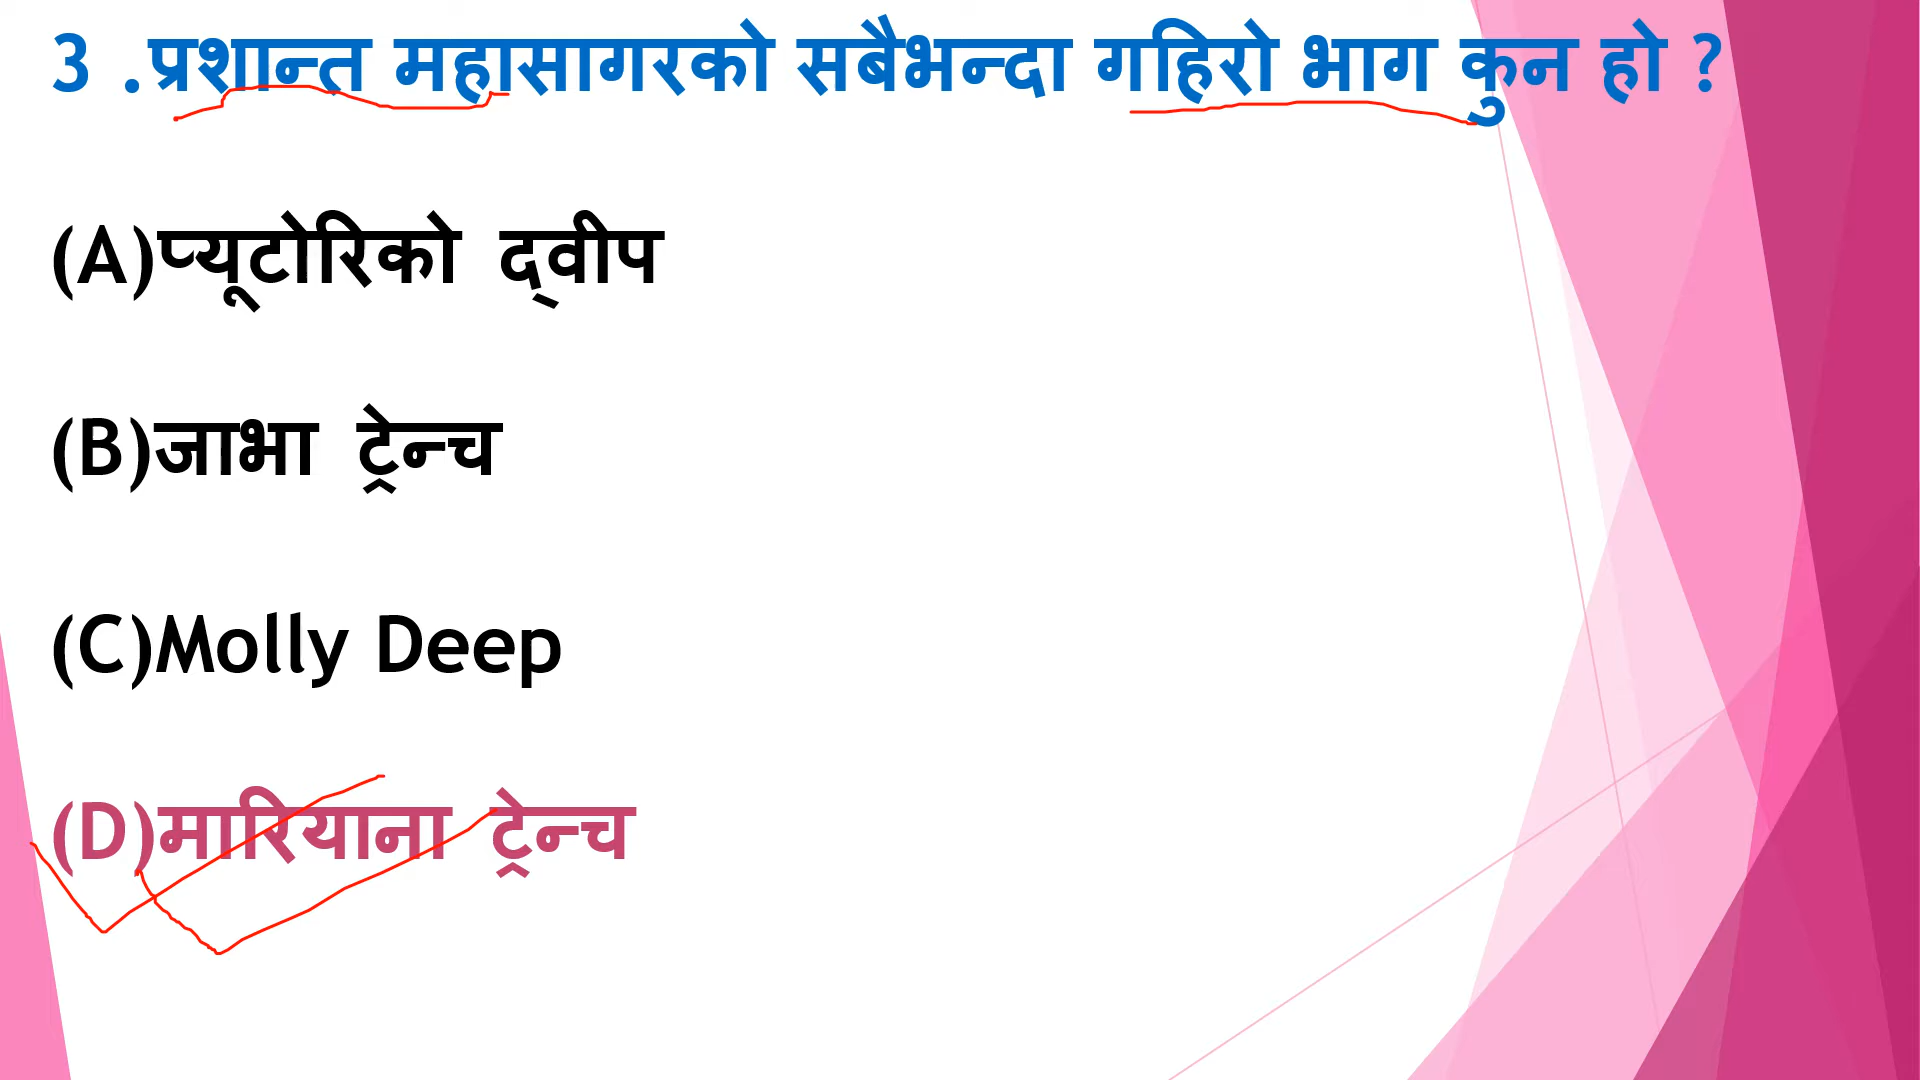 3 .प्रशान्त महासागरको सबैभन्दा गहिरो भाग कुन हो ?
(A)प्यूटोरिको द्‌वीप
(B)जाभा ट्रेन्च
(C)Molly Deep
(D)मारियाना ट्रेन्च